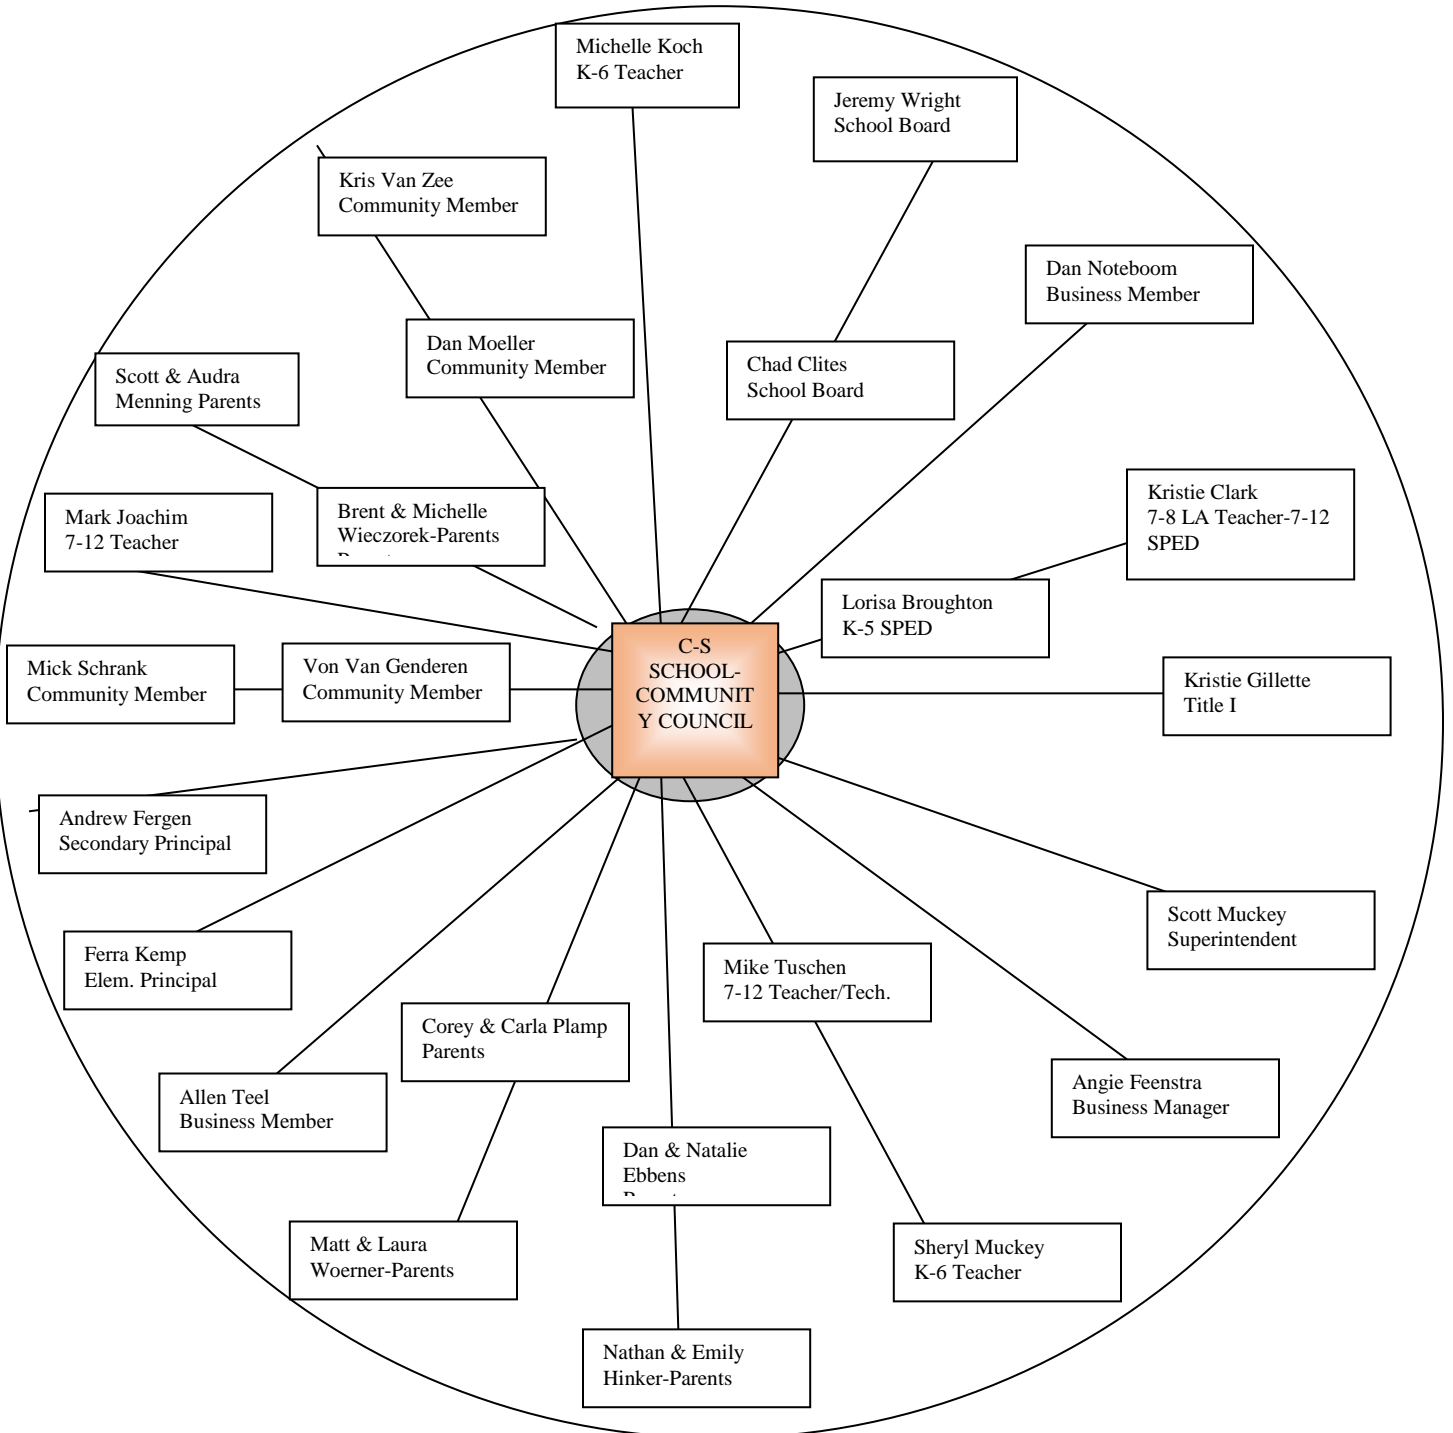 Michelle Koch
K-6 Teacher
Jeremy Wright
School Board
Kris Van Zee
Community Member
Dan Noteboom
Business Member
Dan Moeller
Community Member
Chad Clites
School Board
Scott & Audra
Menning Parents
Kristie Clark
7-8 LA Teacher-7-12
SPED
Brent & Michelle
Wieczorek-Parents
Mark Joachim
7-12 Teacher
Lorisa Broughton
K-5 SPED
C-S
SCHOOL-
COMMUNIT
Y COUNCIL
Mick Schrank
Community Member
Von Van Genderen
Community Member
Kristie Gillette
Title I
Andrew Fergen
Secondary Principal
Scott Muckey
Superintendent
Ferra Kemp
Elem. Principal
Mike Tuschen
7-12 Teacher/Tech.
Corey & Carla Plamp
Parents
Allen Teel
Business Member
Angie Feenstra
Business Manager
Dan & Natalie
Ebbens
Matt & Laura
Woerner-Parents
Sheryl Muckey
K-6 Teacher
Nathan & Emily
Hinker-Parents